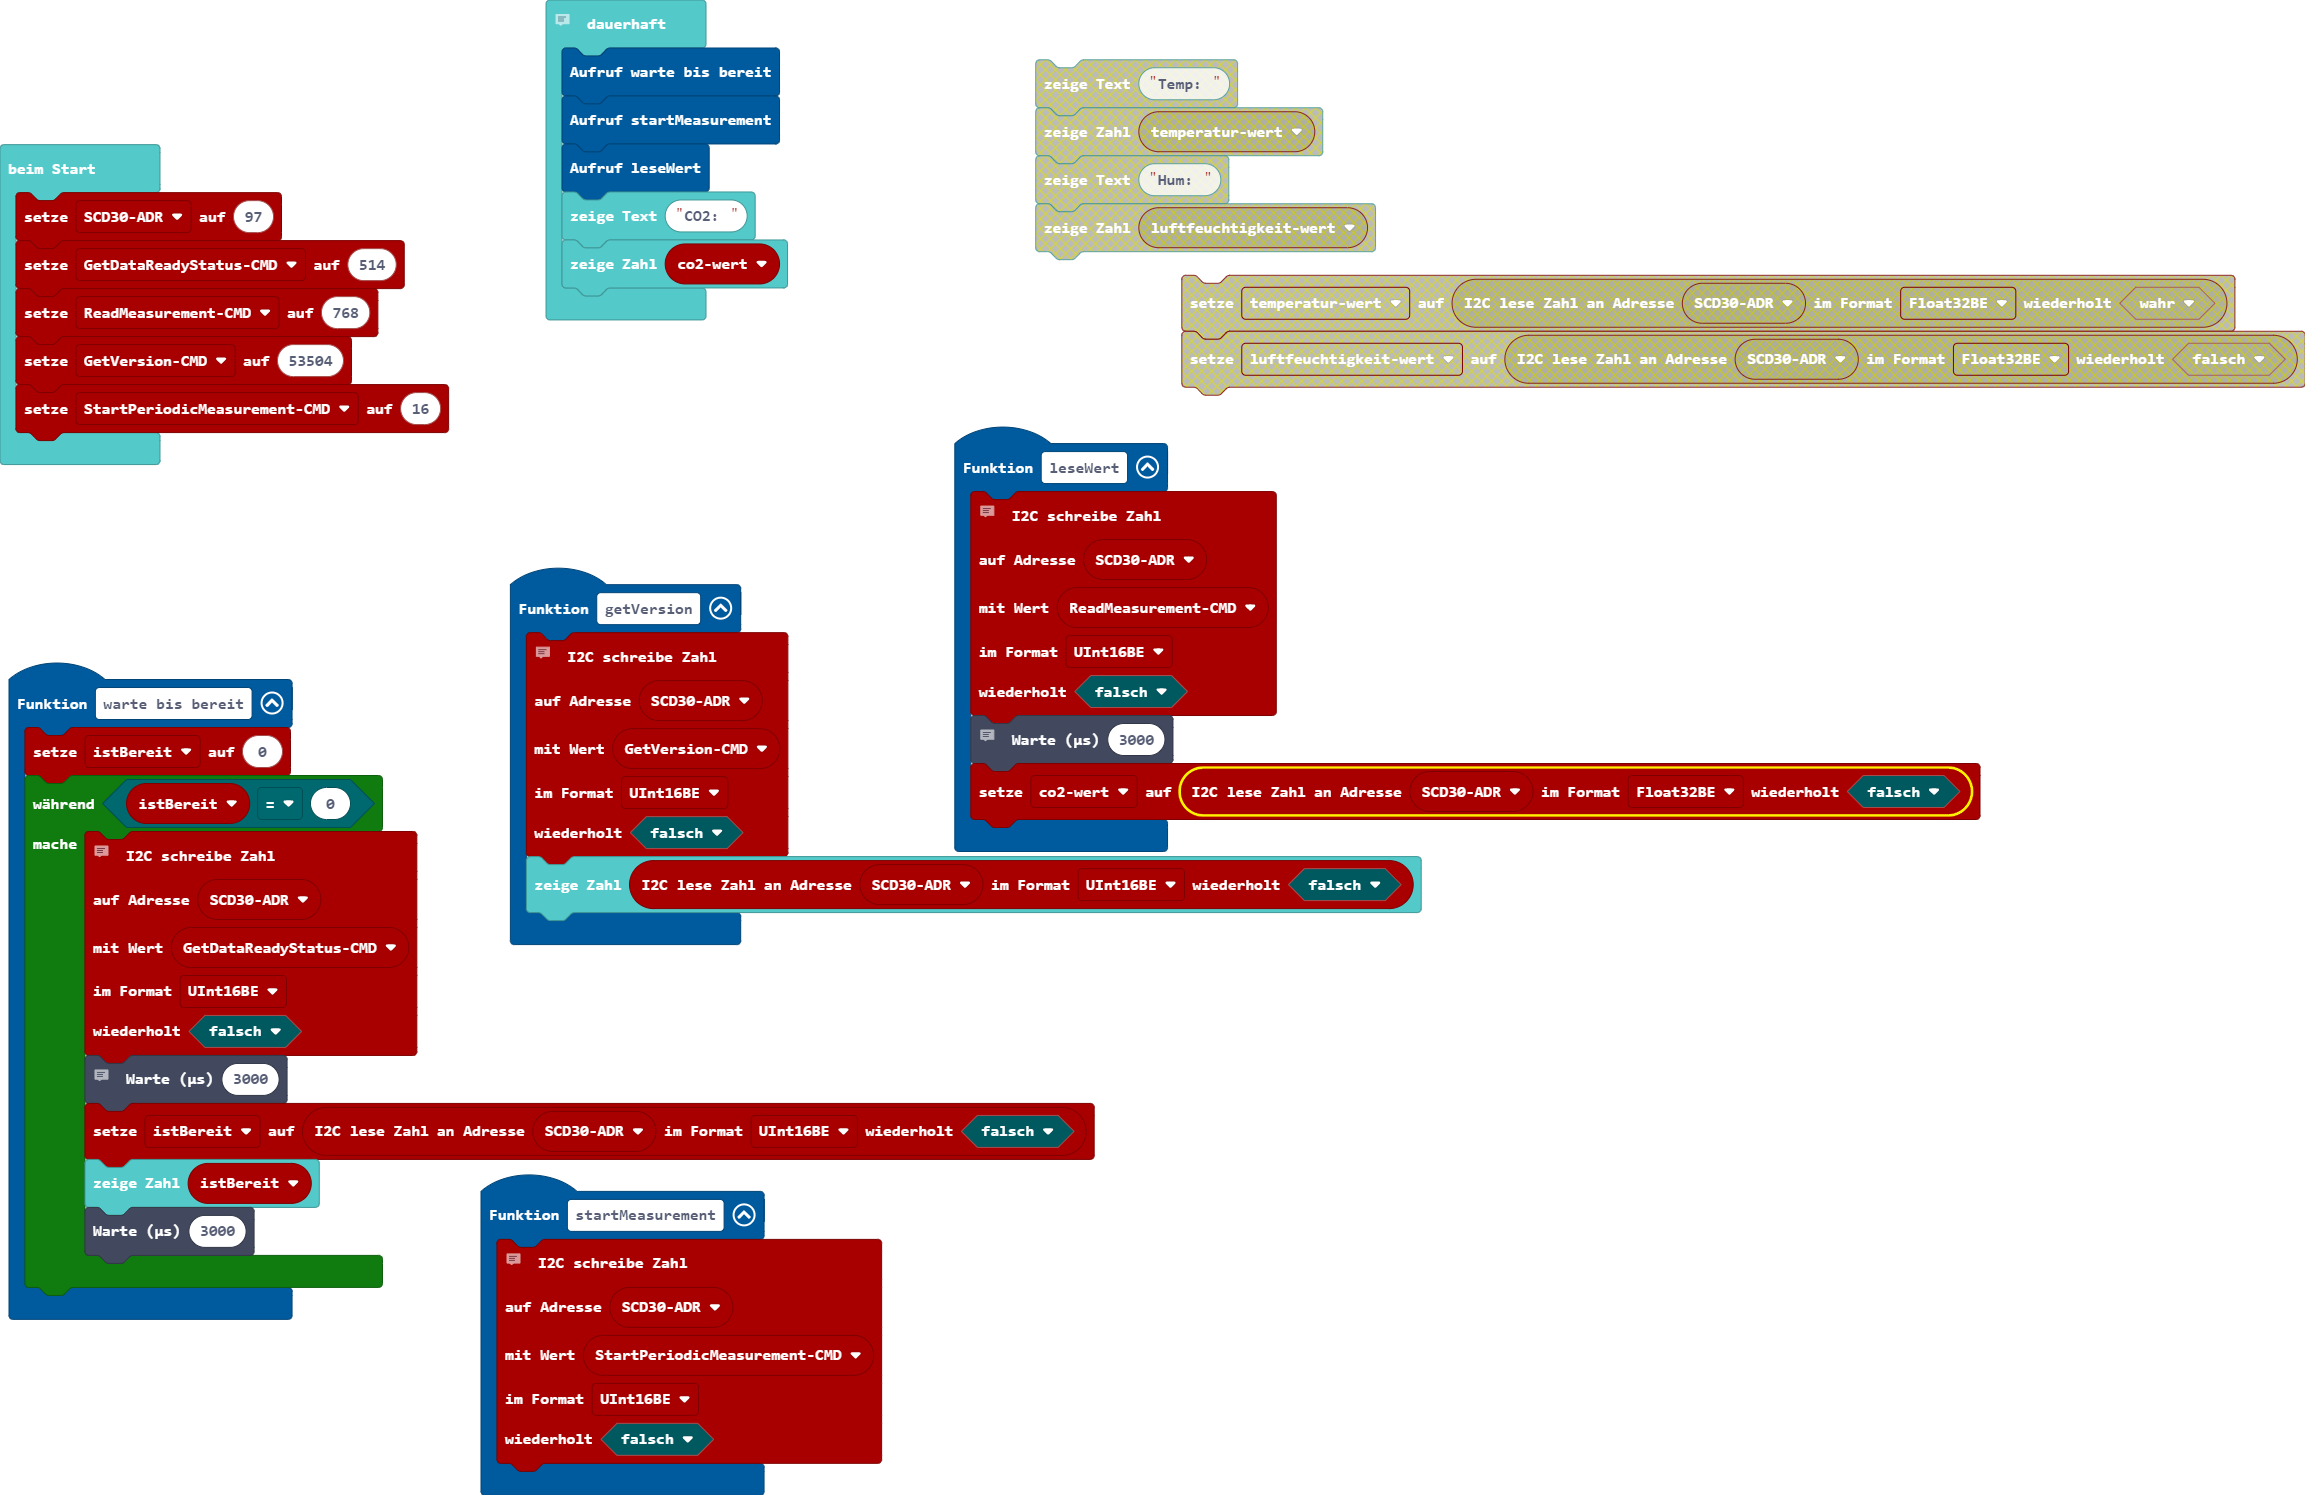 beim Start
setze SCD30-ADR auf 97
setze GetDataReadyStatus-CMD auf 514
setze ReadMeasurement-CMD auf 768
setze GetVersion-CMD auf 53504
setze StartPeriodicMeasurement-CMD auf 16
dauerhaft
Aufruf warte bis bereit
Aufruf startMeasurement
Aufruf leseWert
zeige Text "CO2: "
zeige Zahl co2-wert
zeige Text "Temp: "
zeige Zahl temperatur-wert
zeige Text "Hum: "
zeige Zahl luftfeuchtigkeit-wert
setze temperatur-wert auf I2C lese Zahl an Adresse SCD30-ADR im Format Float32BE wiederholt wahr
setze luftfeuchtigkeit-wert auf I2C lese Zahl an Adresse SCD30-ADR im Format Float32BE wiederholt falsch
Funktion leseWert
I2C schreibe Zahl
auf Adresse SCD30-ADR
mit Wert ReadMeasurement-CMD
im Format UInt16BE
wiederholt falsch
Warte (µs) 3000
setze co2-wert auf I2C lese Zahl an Adresse SCD30-ADR im Format Float32BE wiederholt falsch
Funktion getVersion
I2C schreibe Zahl
auf Adresse SCD30-ADR
mit Wert GetVersion-CMD
im Format UInt16BE
wiederholt falsch
zeige Zahl I2C lese Zahl an Adresse SCD30-ADR im Format UInt16BE wiederholt falsch
Funktion warte bis bereit
setze istBereit auf 0
während istBereit = 0
mache
I2C schreibe Zahl
auf Adresse SCD30-ADR
mit Wert GetDataReadyStatus-CMD
im Format UInt16BE
wiederholt falsch
Warte (µs) 3000
setze istBereit auf I2C lese Zahl an Adresse SCD30-ADR im Format UInt16BE wiederholt falsch
zeige Zahl istBereit
Warte (µs) 3000
Funktion startMeasurement
I2C schreibe Zahl
auf Adresse SCD30-ADR
mit Wert StartPeriodicMeasurement-CMD
im Format UInt16BE
wiederholt falsch